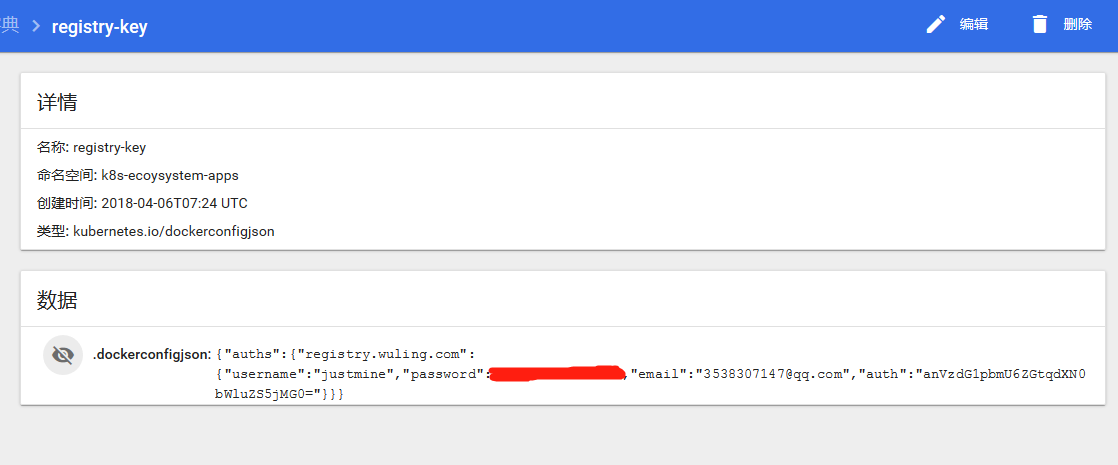 典 > registry-key 编辑 删除
详情
名称: registry-key
命名空间: k8s-ecoysystem-apps
创建时间: 2018-04-06T07:24 UTC
类型: kubernetes.io/dockerconfigjson
数据
.dockerconfigjson: {"auths":{"registry.wuling.com":
{"username":"justmine","password": ,"email":"3538307147@qq.com","auth":"anVzdG1pbmU6ZGtqdXN0
bWluZS5jMG0="}}}